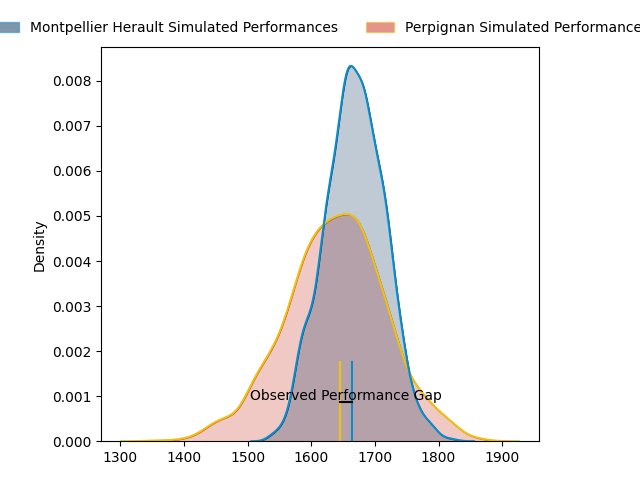 Montpellier Herault Simulated Performances
Perpignan Simulated Performance
0.008
0.007
0.006
0.005
0.004
0.003
0.002
0.001
0.000
Density
Observed Performance Gap
1300 1400 1500 1600 1700 1800 1900